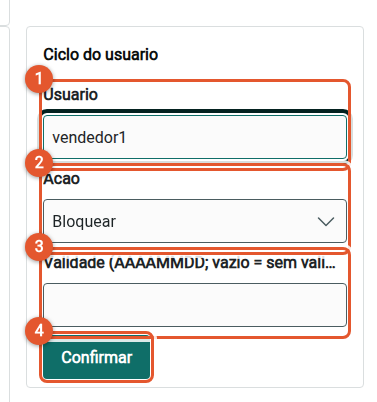 Ciclo do usuario
1
Usuario
vendedor1
2
Acao
Bloquear
3
Validade (AAAAMMDD; vazio = sem vali...
4
Confirmar